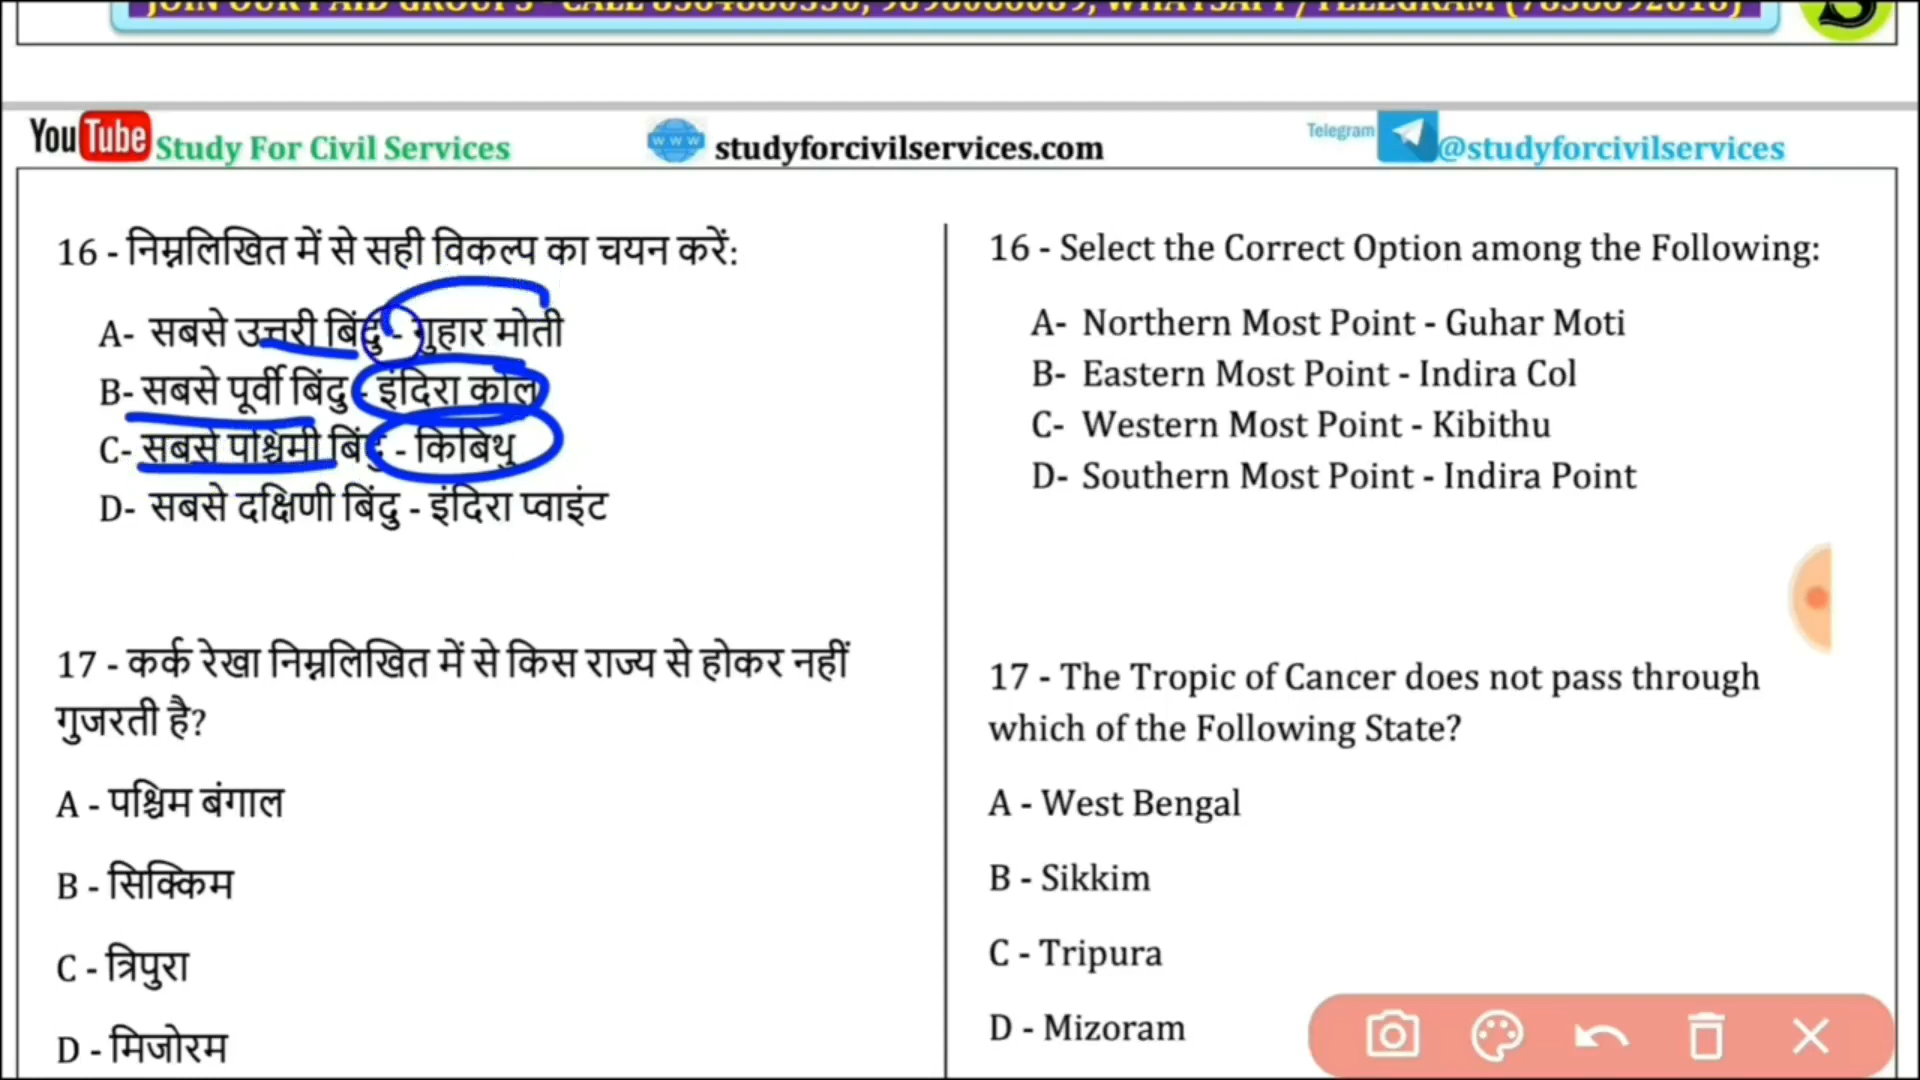 You Tube Study For Civil Services
www studyforcivilservices.com
Telegram @studyforcivilservices
16 - निम्नलिखित में से सही विकल्प का चयन करें:
A- सबसे उत्तरी बिंदु - गुहार मोती
B- सबसे पूर्वी बिंदु - इंदिरा कोल
C- सबसे पश्चिमी बिंदु - किबिथु
D- सबसे दक्षिणी बिंदु - इंदिरा प्वाइंट
17 - कर्क रेखा निम्नलिखित में से किस राज्य से होकर नहीं
गुजरती है?
A - पश्चिम बंगाल
B - सिक्किम
C - त्रिपुरा
D - मिजोरम
16 - Select the Correct Option among the Following:
A- Northern Most Point - Guhar Moti
B- Eastern Most Point - Indira Col
C- Western Most Point - Kibithu
D- Southern Most Point - Indira Point
17 - The Tropic of Cancer does not pass through
which of the Following State?
A - West Bengal
B - Sikkim
C - Tripura
D - Mizoram